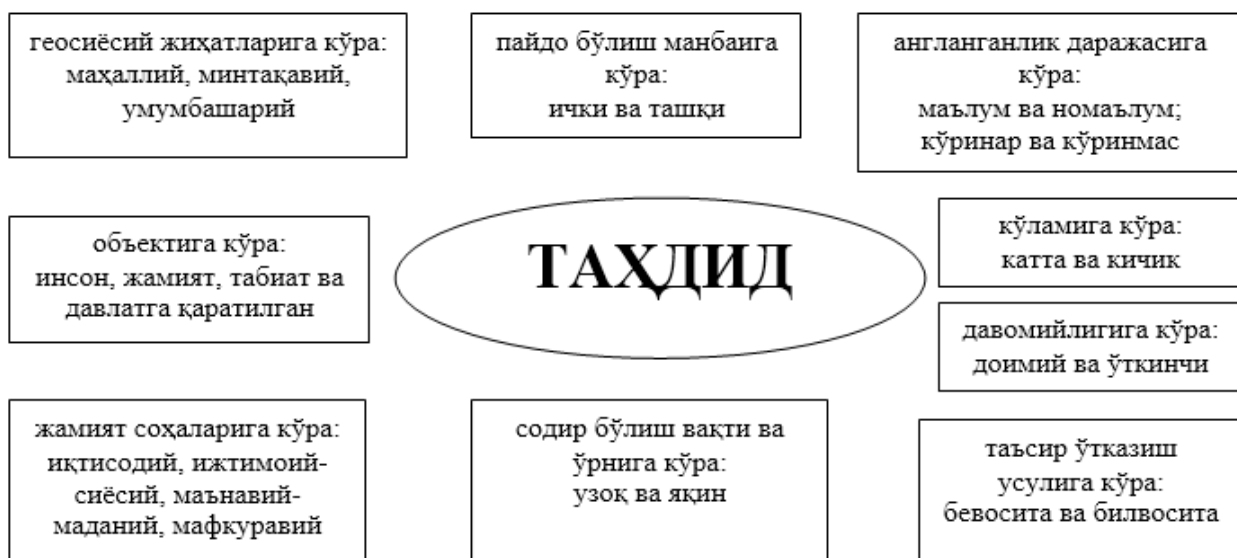 геосиёсий жиҳатларига кўра:
маҳаллий, минтақавий,
умумбашарий
пайдо бўлиш манбаига
кўра:
ички ва ташқи
англанганлик даражасига
кўра:
маълум ва номаълум;
кўринар ва кўринмас
объектига кўра:
инсон, жамият, табиат ва
давлатга қаратилган
ТАҲДИД
кўламига кўра:
катта ва кичик
давомийлигига кўра:
доимий ва ўткинчи
жамият соҳаларига кўра:
иқтисодий, ижтимоий-
сиёсий, маънавий-
маданий, мафкуравий
содир бўлиш вақти ва
ўрнига кўра:
узоқ ва яқин
таъсир ўтказиш
усулига кўра:
бевосита ва билвосита